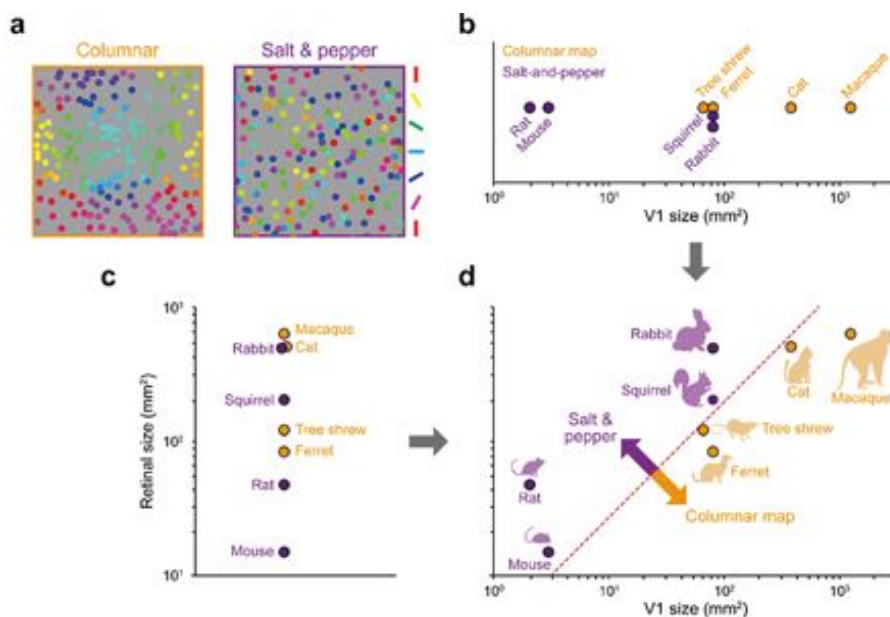 a
Columnar
Salt & pepper
b
Columnar map
Salt-and-pepper
Rat
Mouse
Squirrel
Rabbit
Tree shrew
Ferret
Cat
Macaque
10⁰
10²
10³
V1 size (mm²)
c
10³
10²
10¹
Retinal size (mm²)
Macaque
Rabbit
Cat
Squirrel
Tree shrew
Ferret
Rat
Mouse
d
Rabbit
Squirrel
Cat
Macaque
Salt &
pepper
Tree shrew
Ferret
Rat
Columnar map
Mouse
10⁰
10²
10³
V1 size (mm²)